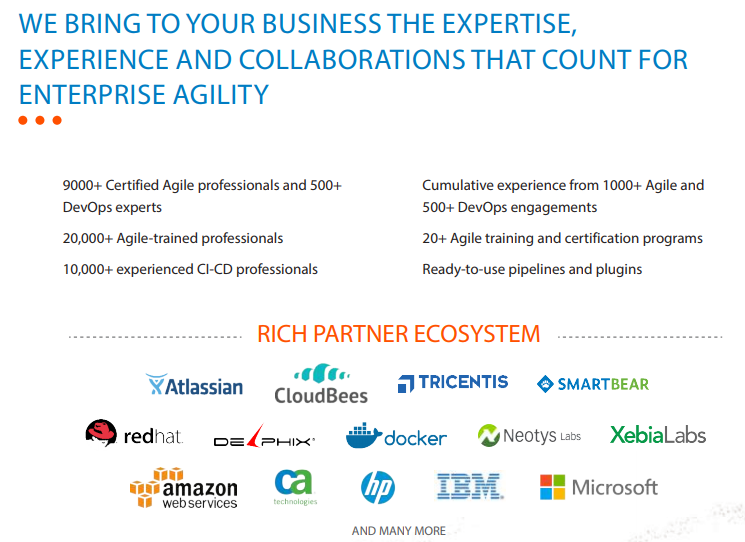 WE BRING TO YOUR BUSINESS THE EXPERTISE,
EXPERIENCE AND COLLABORATIONS THAT COUNT FOR
ENTERPRISE AGILITY
9000+ Certified Agile professionals and 500+
DevOps experts
20,000+ Agile-trained professionals
10,000+ experienced CI-CD professionals
Cumulative experience from 1000+ Agile and
500+ DevOps engagements
20+ Agile training and certification programs
Ready-to-use pipelines and plugins
RICH PARTNER ECOSYSTEM
Atlassian
CloudBees
TRICENTIS
SMARTBEAR
redhat.
DELPHIX
docker
Neotys Labs
XebiaLabs
amazon
webservices
ca
technologies
hp
IBM
Microsoft
AND MANY MORE